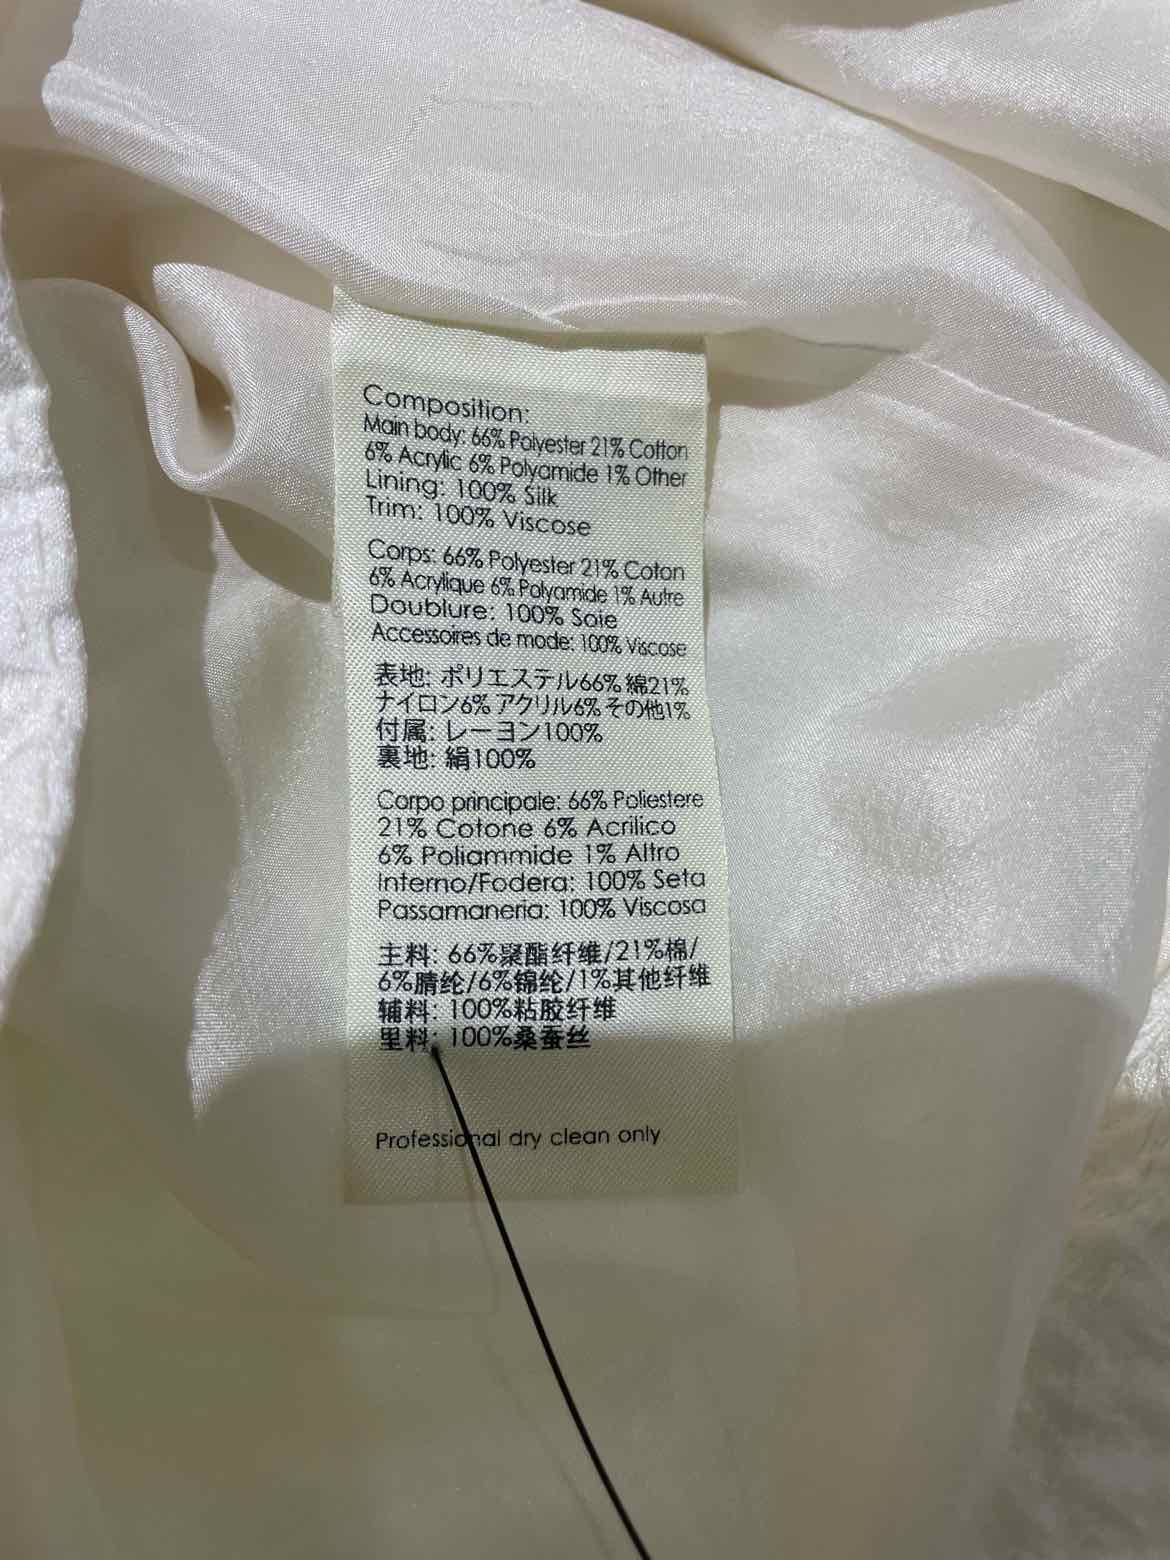 Composition:
Main body: 66% Polyester 21% Cotton
6% Acrylic 6% Polyamide 1% Other
Lining: 100% Silk
Trim: 100% Viscose
Corps: 66% Polyester 21% Coton
6% Acrylique 6% Polyamide 1% Autre
Doublure: 100% Soie
Accessoires de mode: 100% Viscose
表地: ポリエステル66% 綿21%
ナイロン6% アクリル6% その他1%
付属: レーヨン100%
裏地: 絹100%
Corpo principale: 66% Poliestere
21% Cotone 6% Acrilico
6% Poliammide 1% Altro
Interno/Fodera: 100% Seta
Passamaneria: 100% Viscosa
主料: 66%聚酯纤维/21%棉/
6%腈纶/6%锦纶/1%其他纤维
辅料: 100%粘胶纤维
里料: 100%桑蚕丝
Professional dry clean only